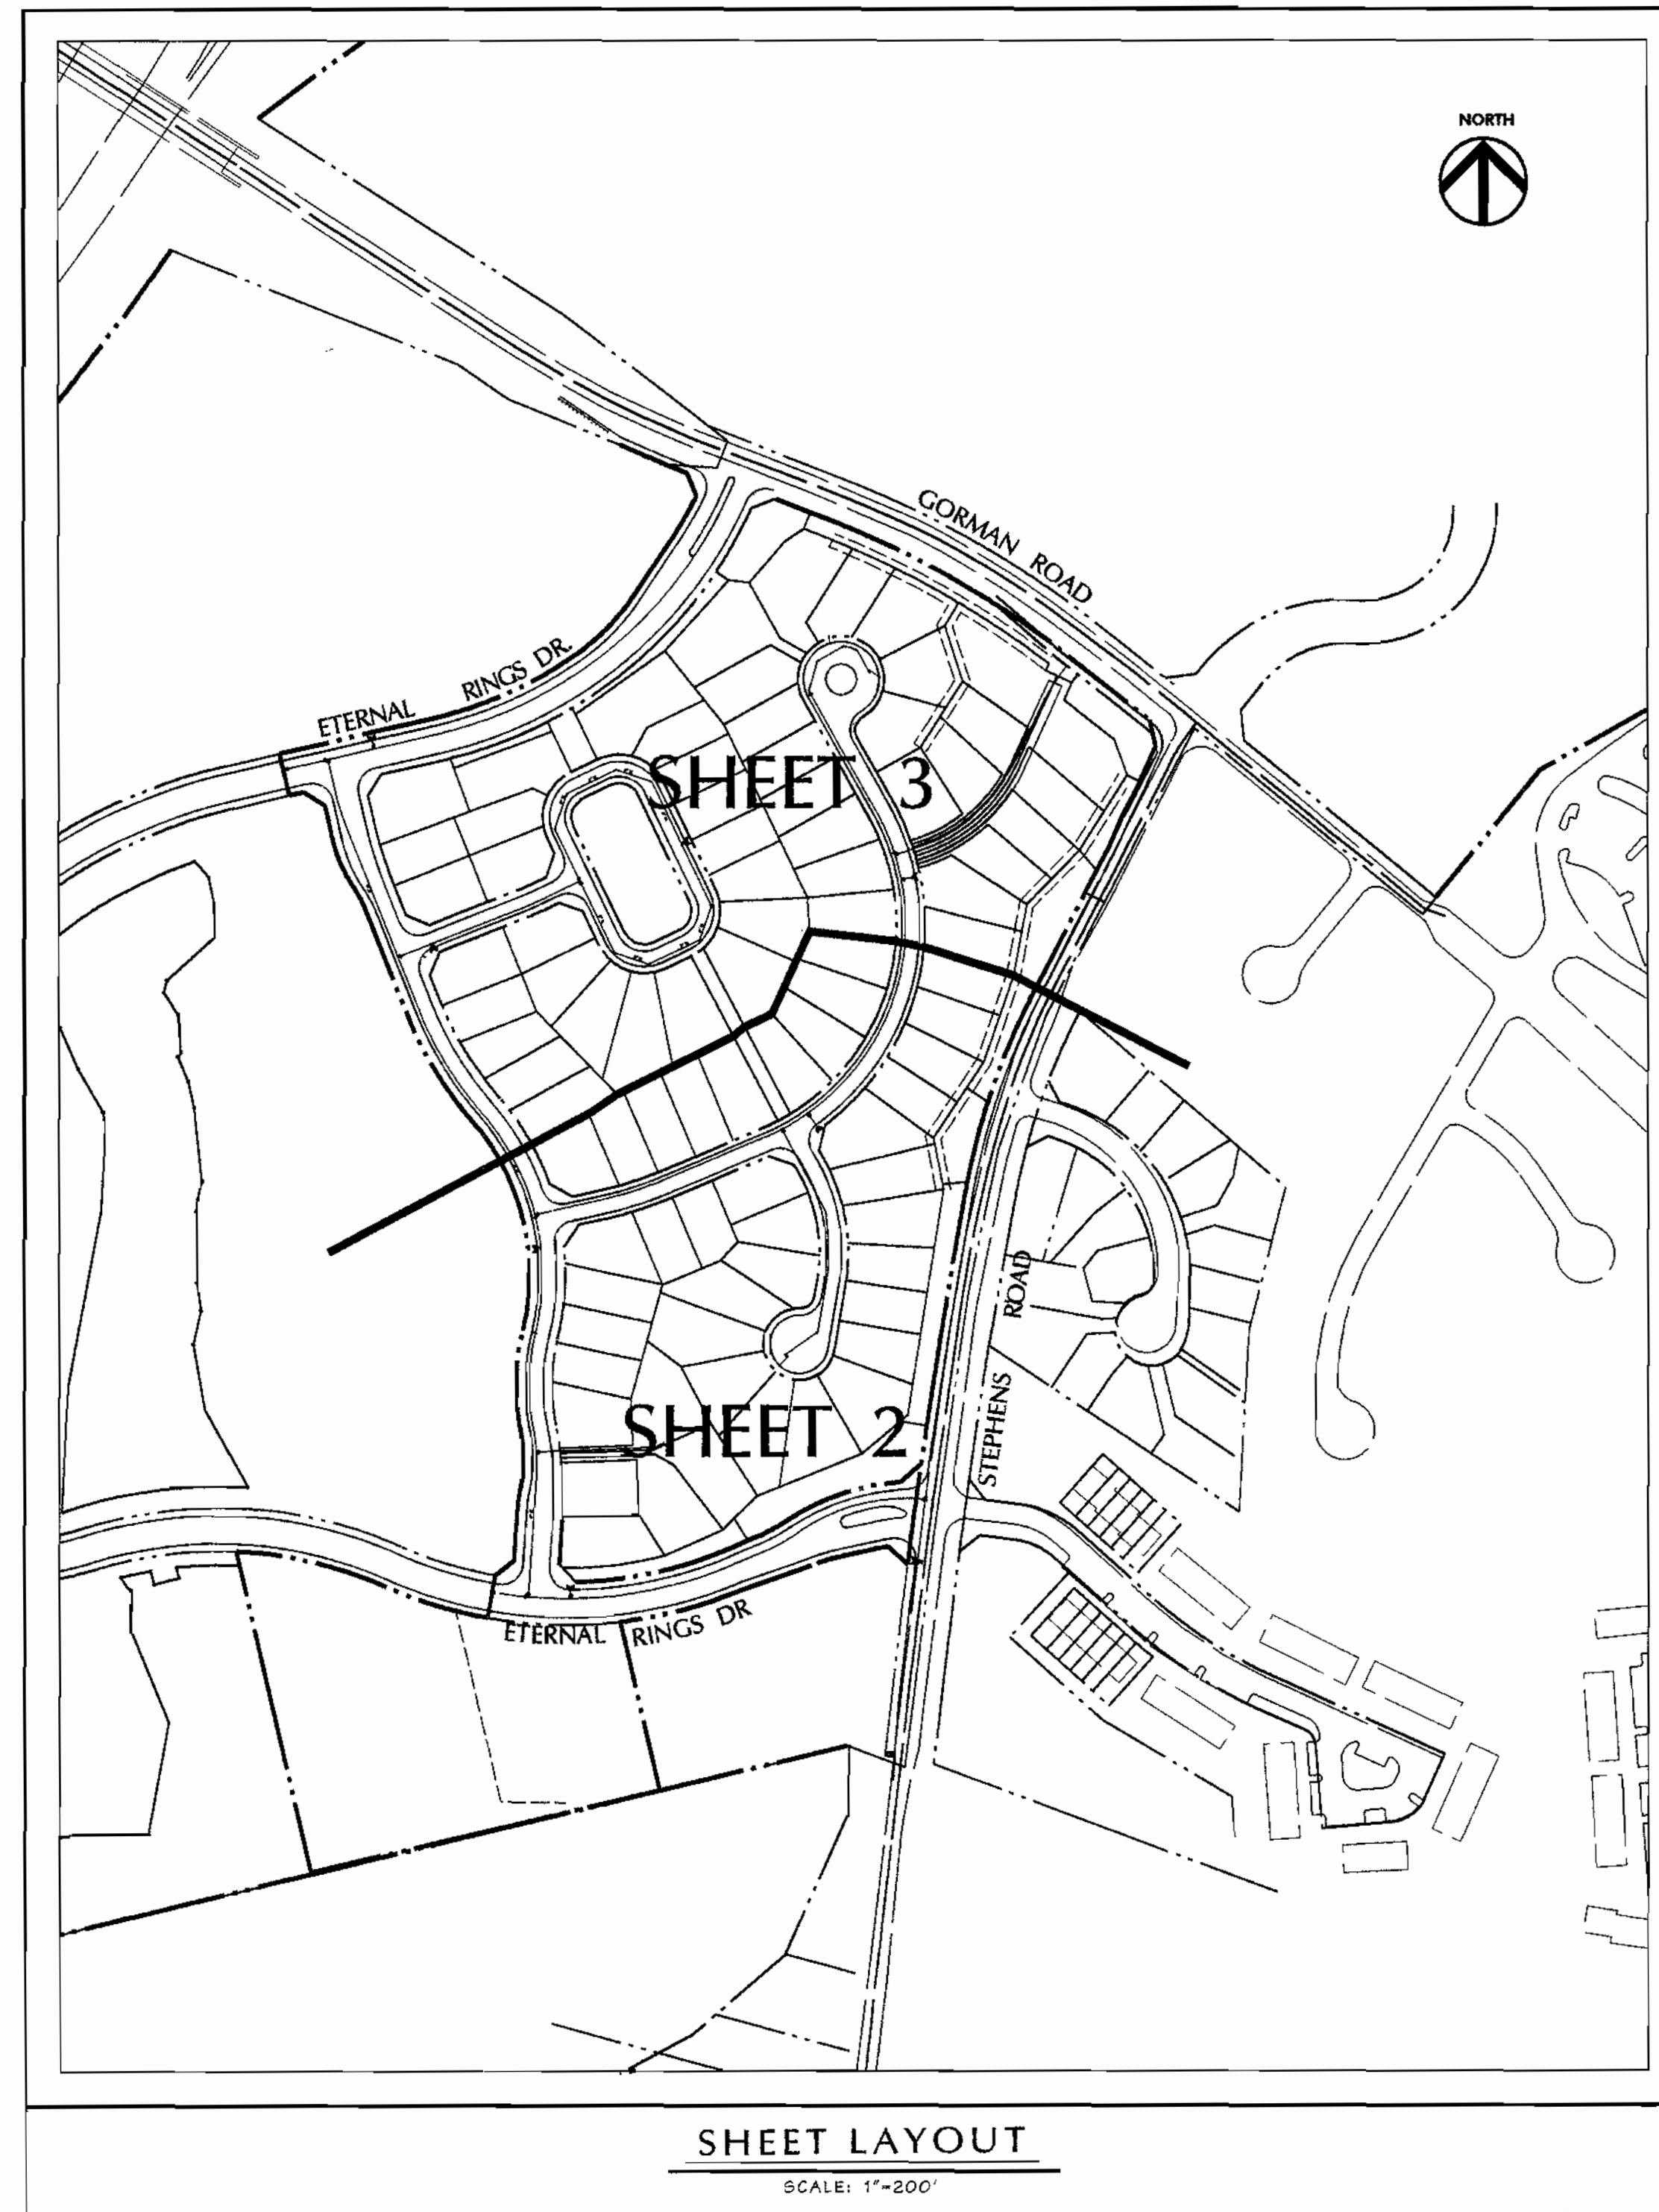 NORTH
GORMAN ROAD
ETERNAL RINGS DR.
SHEET 3
STEPHENS ROAD
SHEET 2
ETERNAL RINGS DR
SHEET LAYOUT
SCALE: 1"=200'